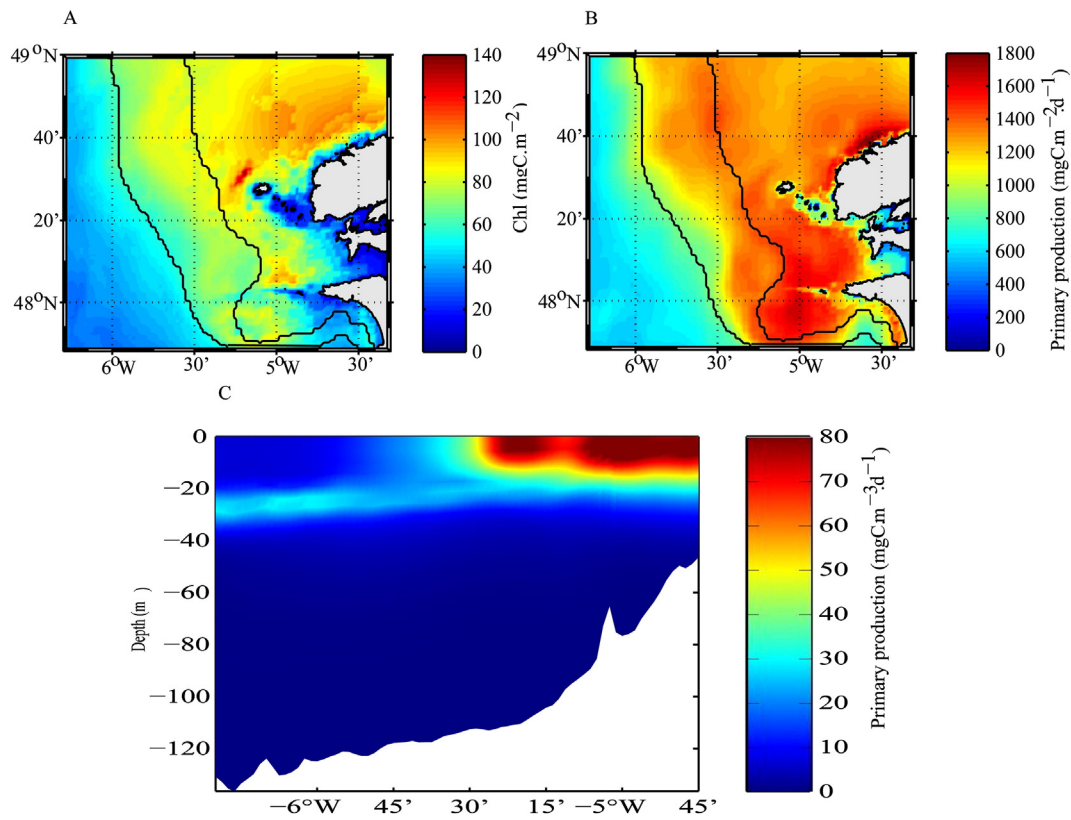 A
B
49°N
40'
20'
48°N
6°W
30'
5°W
30'
140
120
100
80
60
40
20
0
Chl (mgC.m⁻²)
49°N
40'
20'
48°N
6°W
30'
5°W
30'
1800
1600
1400
1200
1000
800
600
400
200
0
Primary production (mgCm⁻².d⁻¹)
C
0
−20
−40
−60
−80
−100
−120
Depth (m)
−6°W
45'
30'
15'
−5°W
45'
80
70
60
50
40
30
20
10
0
Primary production (mgCm⁻³.d⁻¹)